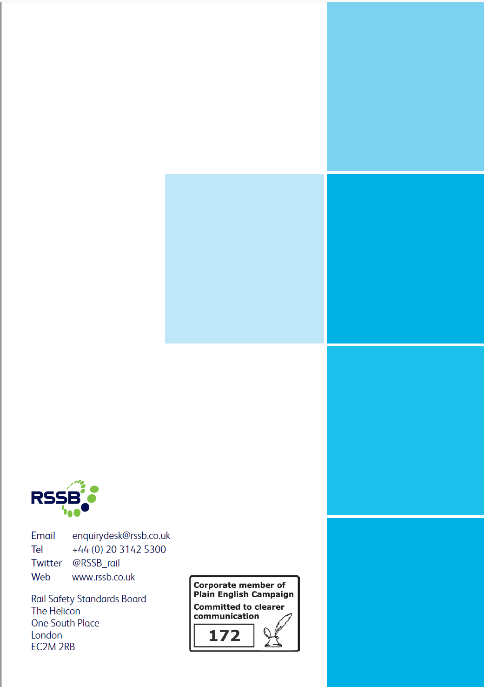 RSSB
Email enquirydesk@rssb.co.uk
Tel +44 (0) 20 3142 5300
Twitter @RSSB_rail
Web www.rssb.co.uk
Rail Safety Standards Board
The Helicon
One South Place
London
EC2M 2RB
Corporate member of
Plain English Campaign
Committed to clearer
communication
172